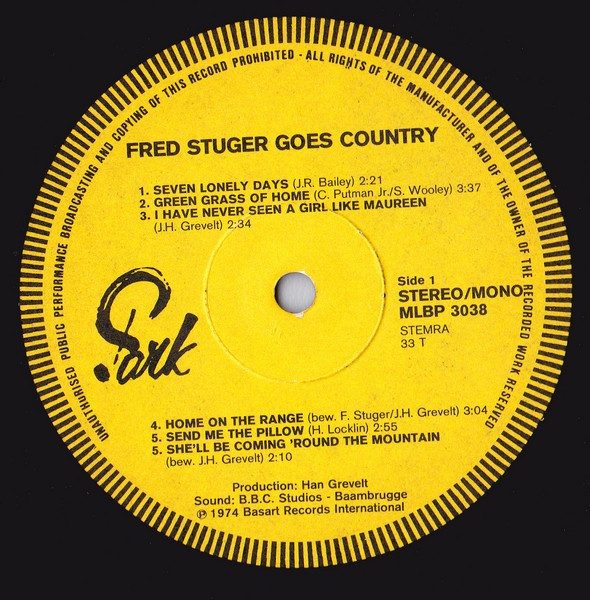 UNAUTHORISED PUBLIC PERFORMANCE BROADCASTING AND COPYING OF THIS RECORD PROHIBITED - ALL RIGHTS OF THE MANUFACTURER AND OF THE OWNER OF THE RECORDED WORK RESERVED
FRED STUGER GOES COUNTRY
1. SEVEN LONELY DAYS (J.R. Bailey) 2:21
2. GREEN GRASS OF HOME (C. Putman Jr./S. Wooley) 3:37
3. I HAVE NEVER SEEN A GIRL LIKE MAUREEN
(J.H. Grevelt) 2:34
Sark
Side 1
STEREO/MONO
MLBP 3038
STEMRA
33 T
4. HOME ON THE RANGE (bew. F. Stuger/J.H. Grevelt) 3:04
5. SEND ME THE PILLOW (H. Locklin) 2:55
5. SHE'LL BE COMING 'ROUND THE MOUNTAIN
(bew. J.H. Grevelt) 2:10
Production: Han Grevelt
Sound: B.B.C. Studios - Baambrugge
℗ 1974 Basart Records International